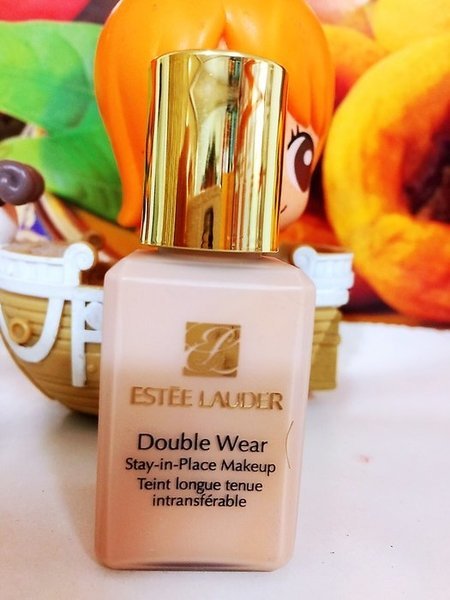 ESTĒE LAUDER
Double Wear
Stay-in-Place Makeup
Teint longue tenue
intransférable